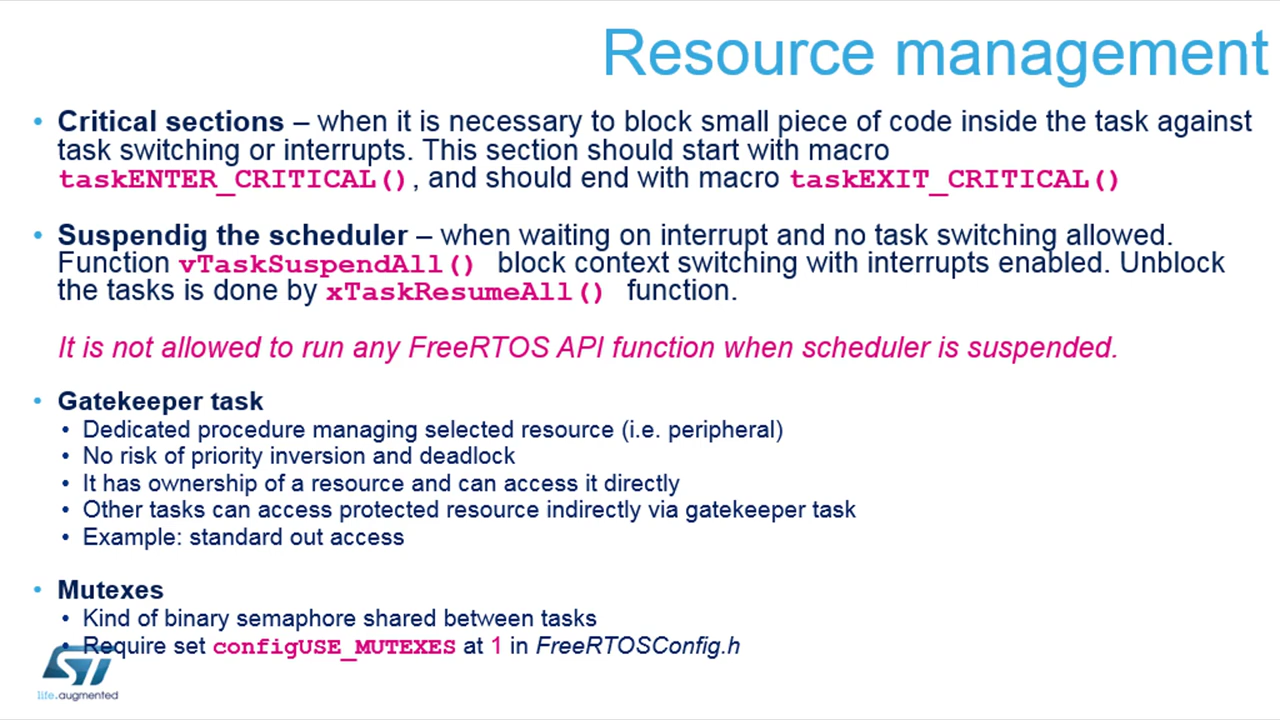 Resource management
• Critical sections – when it is necessary to block small piece of code inside the task against
task switching or interrupts. This section should start with macro
taskENTER_CRITICAL(), and should end with macro taskEXIT_CRITICAL()
• Suspendig the scheduler – when waiting on interrupt and no task switching allowed.
Function vTaskSuspendAll() block context switching with interrupts enabled. Unblock
the tasks is done by xTaskResumeAll() function.
It is not allowed to run any FreeRTOS API function when scheduler is suspended.
• Gatekeeper task
• Dedicated procedure managing selected resource (i.e. peripheral)
• No risk of priority inversion and deadlock
• It has ownership of a resource and can access it directly
• Other tasks can access protected resource indirectly via gatekeeper task
• Example: standard out access
• Mutexes
• Kind of binary semaphore shared between tasks
• Require set configUSE_MUTEXES at 1 in FreeRTOSConfig.h
ST
life.augmented